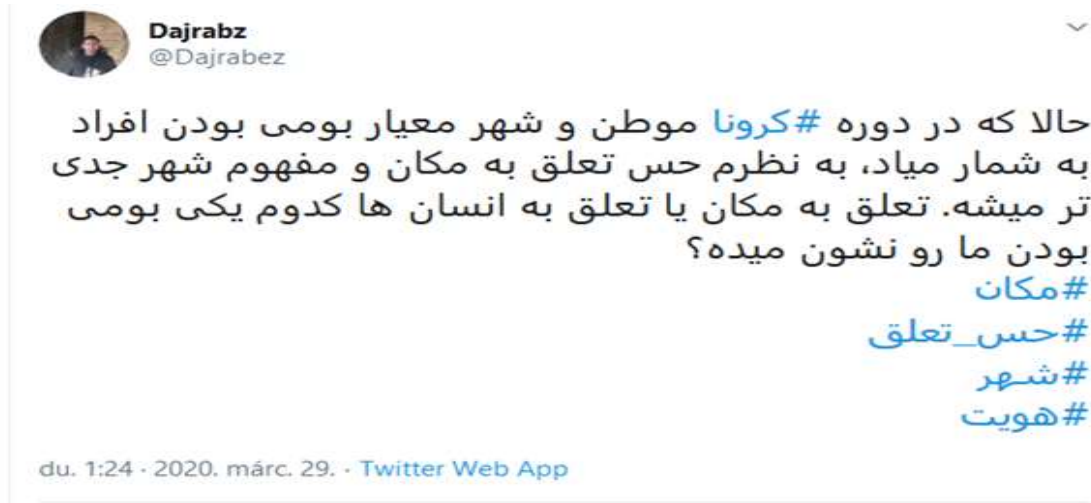 Dajrabz
@Dajrabez
حالا که در دوره #کرونا موطن و شهر معیار بومی بودن افراد
به شمار میاد، به نظرم حس تعلق به مکان و مفهوم شهر جدی
تر میشه. تعلق به مکان یا تعلق به انسان ها کدوم یکی بومی
بودن ما رو نشون میده؟
#مکان
#حس_تعلق
#شهر
#هویت
du. 1:24 · 2020. márc. 29. · Twitter Web App